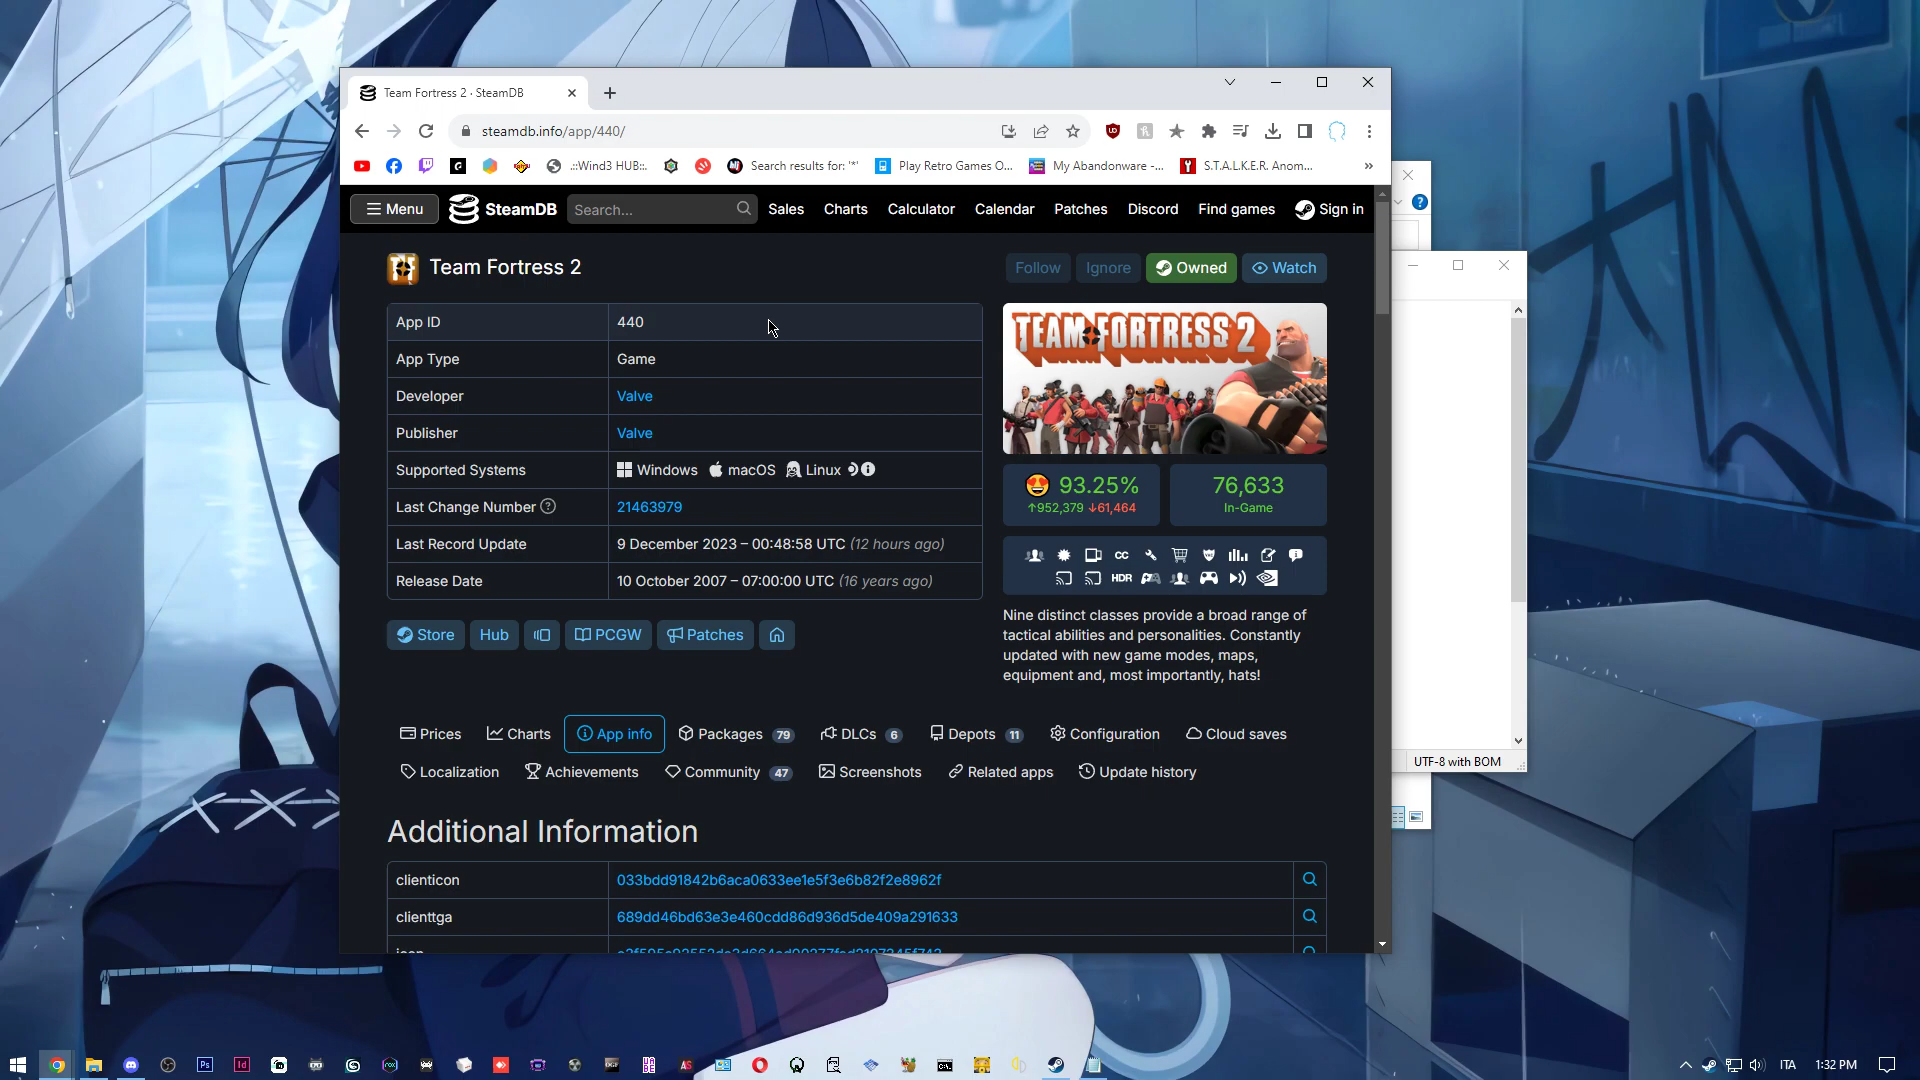 Team Fortress 2 · SteamDB
steamdb.info/app/440/
.::Wind3 HUB::.
Search results for: '*'
Play Retro Games O...
My Abandonware -...
S.T.A.L.K.E.R. Anom...
»
Menu
SteamDB
Search...
Sales
Charts
Calculator
Calendar
Patches
Discord
Find games
Sign in
Team Fortress 2
Follow
Ignore
Owned
Watch
App ID 440
App Type Game
Developer Valve
Publisher Valve
Supported Systems Windows macOS Linux
Last Change Number 21463979
Last Record Update 9 December 2023 – 00:48:58 UTC (12 hours ago)
Release Date 10 October 2007 – 07:00:00 UTC (16 years ago)
TEAM FORTRESS 2
93.25%
↑952,379 ↓61,464
76,633
In-Game
CC
HDR
Nine distinct classes provide a broad range of
tactical abilities and personalities. Constantly
updated with new game modes, maps,
equipment and, most importantly, hats!
Store
Hub
PCGW
Patches
Prices
Charts
App info
Packages 79
DLCs 6
Depots 11
Configuration
Cloud saves
Localization
Achievements
Community 47
Screenshots
Related apps
Update history
Additional Information
clienticon 033bdd91842b6aca0633ee1e5f3e6b82f2e8962f
clienttga 689dd46bd63e3e460cdd86d936d5de409a291633
UTF-8 with BOM
Ps
Id
ITA
1:32 PM